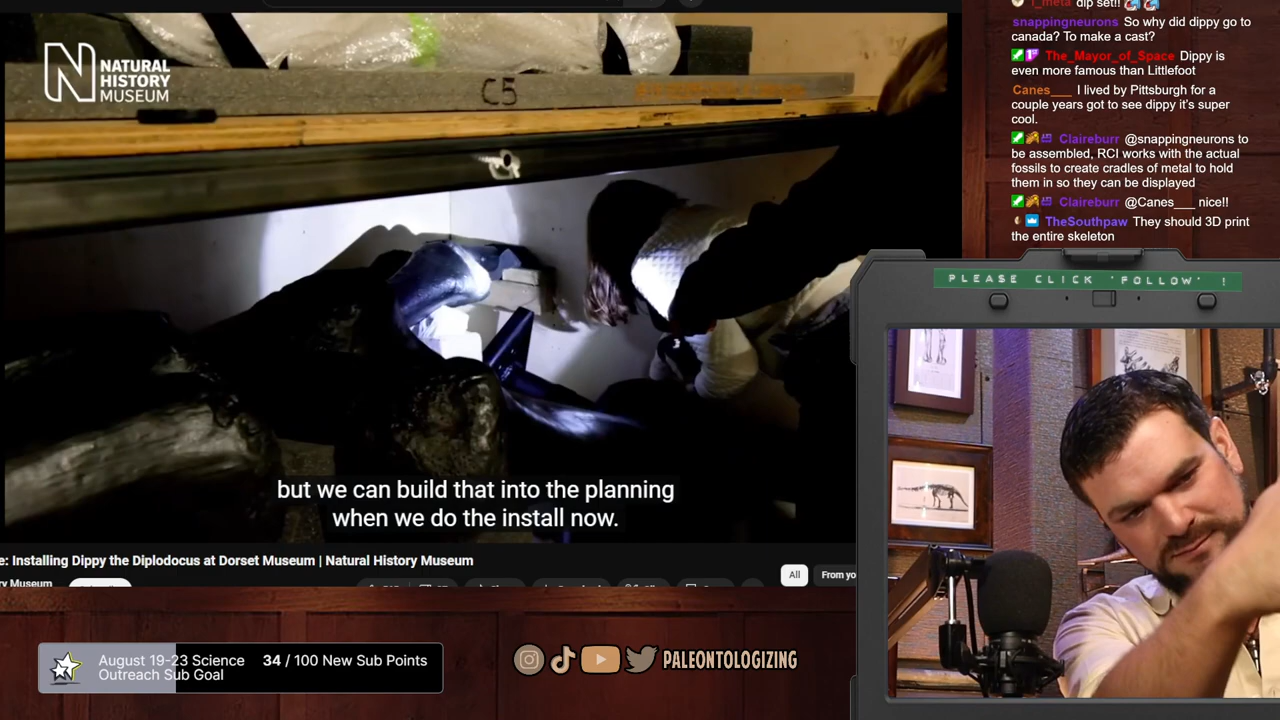 NATURAL
HISTORY
MUSEUM
C5
but we can build that into the planning
when we do the install now.
e: Installing Dippy the Diplodocus at Dorset Museum | Natural History Museum
ry Museum
All
From yo
August 19-23 Science
Outreach Sub Goal
34 / 100 New Sub Points
PALEONTOLOGIZING
dip set!!
snappingneurons So why did dippy go to
canada? To make a cast?
The_Mayor_of_Space Dippy is
even more famous than Littlefoot
Canes___ I lived by Pittsburgh for a
couple years got to see dippy it's super
cool.
Claireburr @snappingneurons to
be assembled, RCI works with the actual
fossils to create cradles of metal to hold
them in so they can be displayed
Claireburr @Canes___ nice!!
TheSouthpaw They should 3D print
the entire skeleton
PLEASE CLICK 'FOLLOW' !